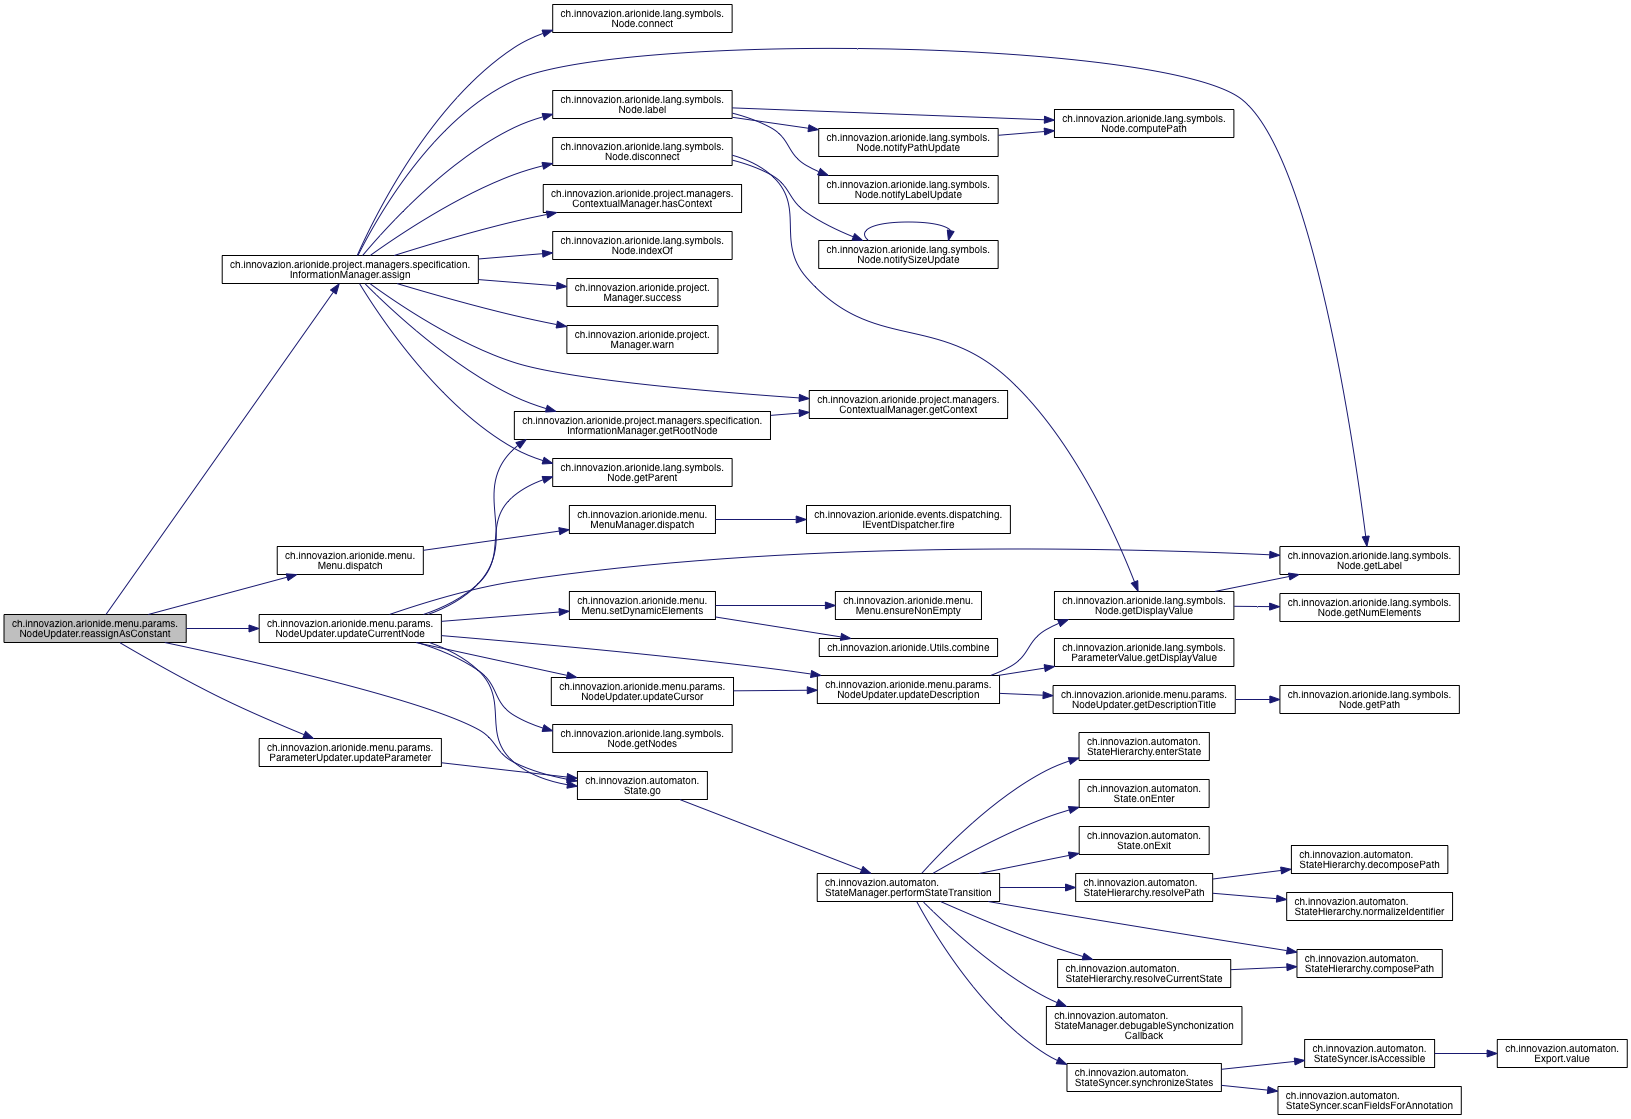 ch.innovazion.arionide.menu.params.
NodeUpdater.reassignAsConstant
ch.innovazion.arionide.project.managers.specification.
InformationManager.assign
ch.innovazion.arionide.menu.
Menu.dispatch
ch.innovazion.arionide.menu.params.
NodeUpdater.updateCurrentNode
ch.innovazion.arionide.menu.params.
ParameterUpdater.updateParameter
ch.innovazion.arionide.lang.symbols.
Node.connect
ch.innovazion.arionide.lang.symbols.
Node.label
ch.innovazion.arionide.lang.symbols.
Node.disconnect
ch.innovazion.arionide.project.managers.
ContextualManager.hasContext
ch.innovazion.arionide.lang.symbols.
Node.indexOf
ch.innovazion.arionide.project.
Manager.success
ch.innovazion.arionide.project.
Manager.warn
ch.innovazion.arionide.project.managers.specification.
InformationManager.getRootNode
ch.innovazion.arionide.lang.symbols.
Node.getParent
ch.innovazion.arionide.menu.
MenuManager.dispatch
ch.innovazion.arionide.menu.
Menu.setDynamicElements
ch.innovazion.arionide.menu.params.
NodeUpdater.updateCursor
ch.innovazion.arionide.lang.symbols.
Node.getNodes
ch.innovazion.automaton.
State.go
ch.innovazion.arionide.lang.symbols.
Node.notifyPathUpdate
ch.innovazion.arionide.lang.symbols.
Node.notifyLabelUpdate
ch.innovazion.arionide.lang.symbols.
Node.notifySizeUpdate
ch.innovazion.arionide.project.managers.
ContextualManager.getContext
ch.innovazion.arionide.events.dispatching.
IEventDispatcher.fire
ch.innovazion.arionide.menu.
Menu.ensureNonEmpty
ch.innovazion.arionide.Utils.combine
ch.innovazion.arionide.menu.params.
NodeUpdater.updateDescription
ch.innovazion.automaton.
StateManager.performStateTransition
ch.innovazion.arionide.lang.symbols.
Node.computePath
ch.innovazion.arionide.lang.symbols.
Node.getDisplayValue
ch.innovazion.arionide.lang.symbols.
ParameterValue.getDisplayValue
ch.innovazion.arionide.menu.params.
NodeUpdater.getDescriptionTitle
ch.innovazion.automaton.
StateHierarchy.enterState
ch.innovazion.automaton.
State.onEnter
ch.innovazion.automaton.
State.onExit
ch.innovazion.automaton.
StateHierarchy.resolvePath
ch.innovazion.automaton.
StateHierarchy.resolveCurrentState
ch.innovazion.automaton.
StateManager.debugableSynchonization
Callback
ch.innovazion.automaton.
StateSyncer.synchronizeStates
ch.innovazion.arionide.lang.symbols.
Node.getLabel
ch.innovazion.arionide.lang.symbols.
Node.getNumElements
ch.innovazion.arionide.lang.symbols.
Node.getPath
ch.innovazion.automaton.
StateHierarchy.decomposePath
ch.innovazion.automaton.
StateHierarchy.normalizeIdentifier
ch.innovazion.automaton.
StateHierarchy.composePath
ch.innovazion.automaton.
StateSyncer.isAccessible
ch.innovazion.automaton.
StateSyncer.scanFieldsForAnnotation
ch.innovazion.automaton.
Export.value